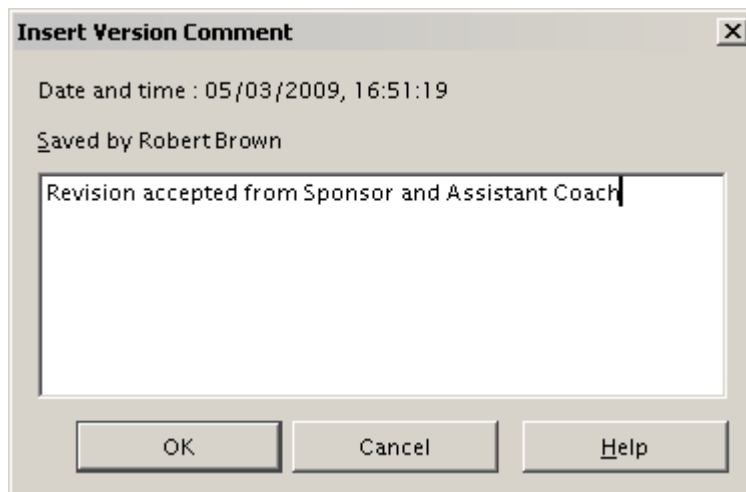 Insert Version Comment
Date and time : 05/03/2009, 16:51:19
Saved by Robert Brown
Revision accepted from Sponsor and Assistant Coach
OK Cancel Help